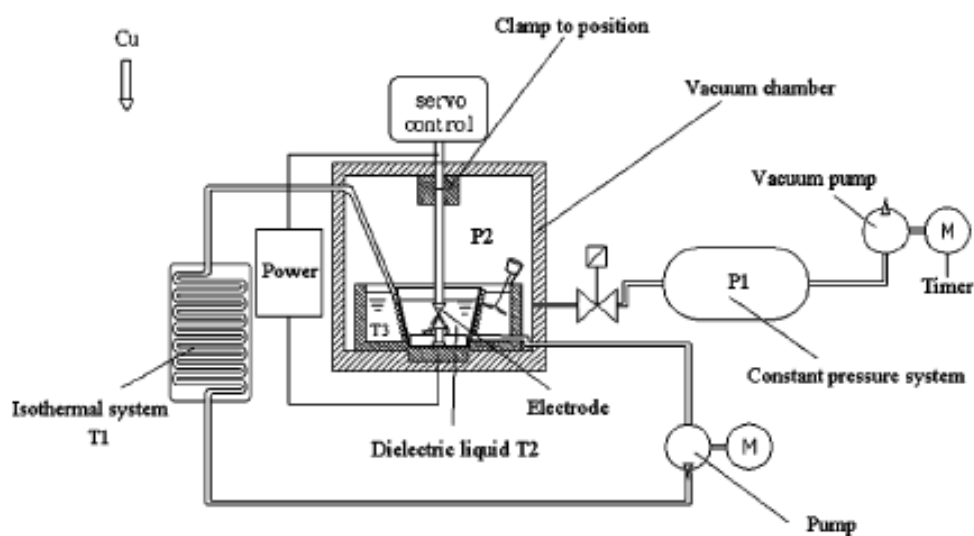 Clamp to position
Cu
servo
control
Vacuum chamber
Vacuum pump
P2
M
Power
P1
Timer
T3
Constant pressure system
Isothermal system
T1
Electrode
Dielectric liquid T2
M
Pump